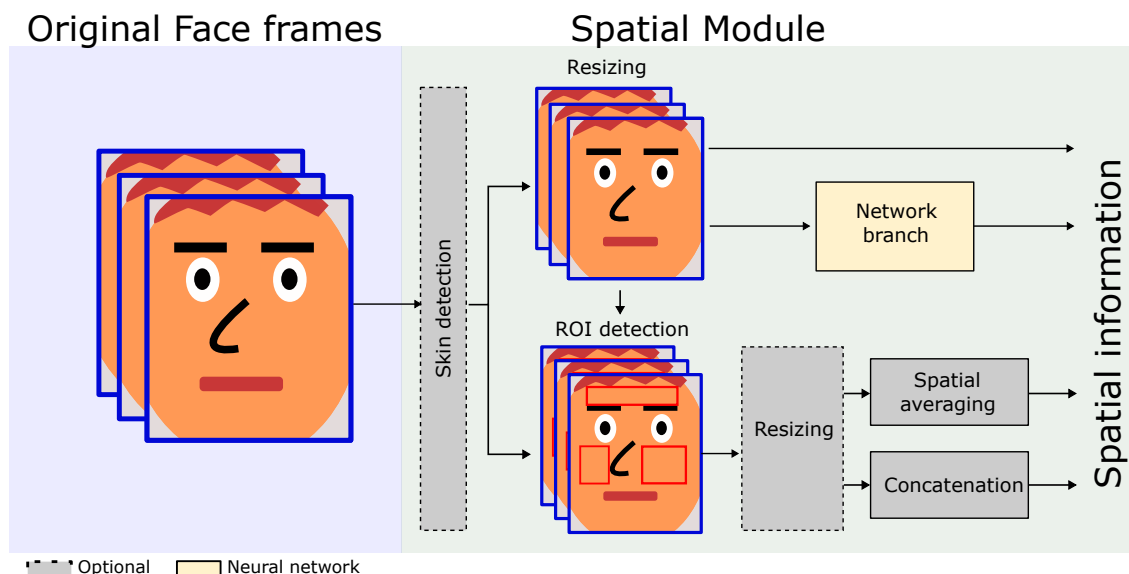 Original Face frames
Spatial Module
Resizing
Skin detection
Network
branch
ROI detection
Resizing
Spatial
averaging
Concatenation
Spatial information
Optional
Neural network